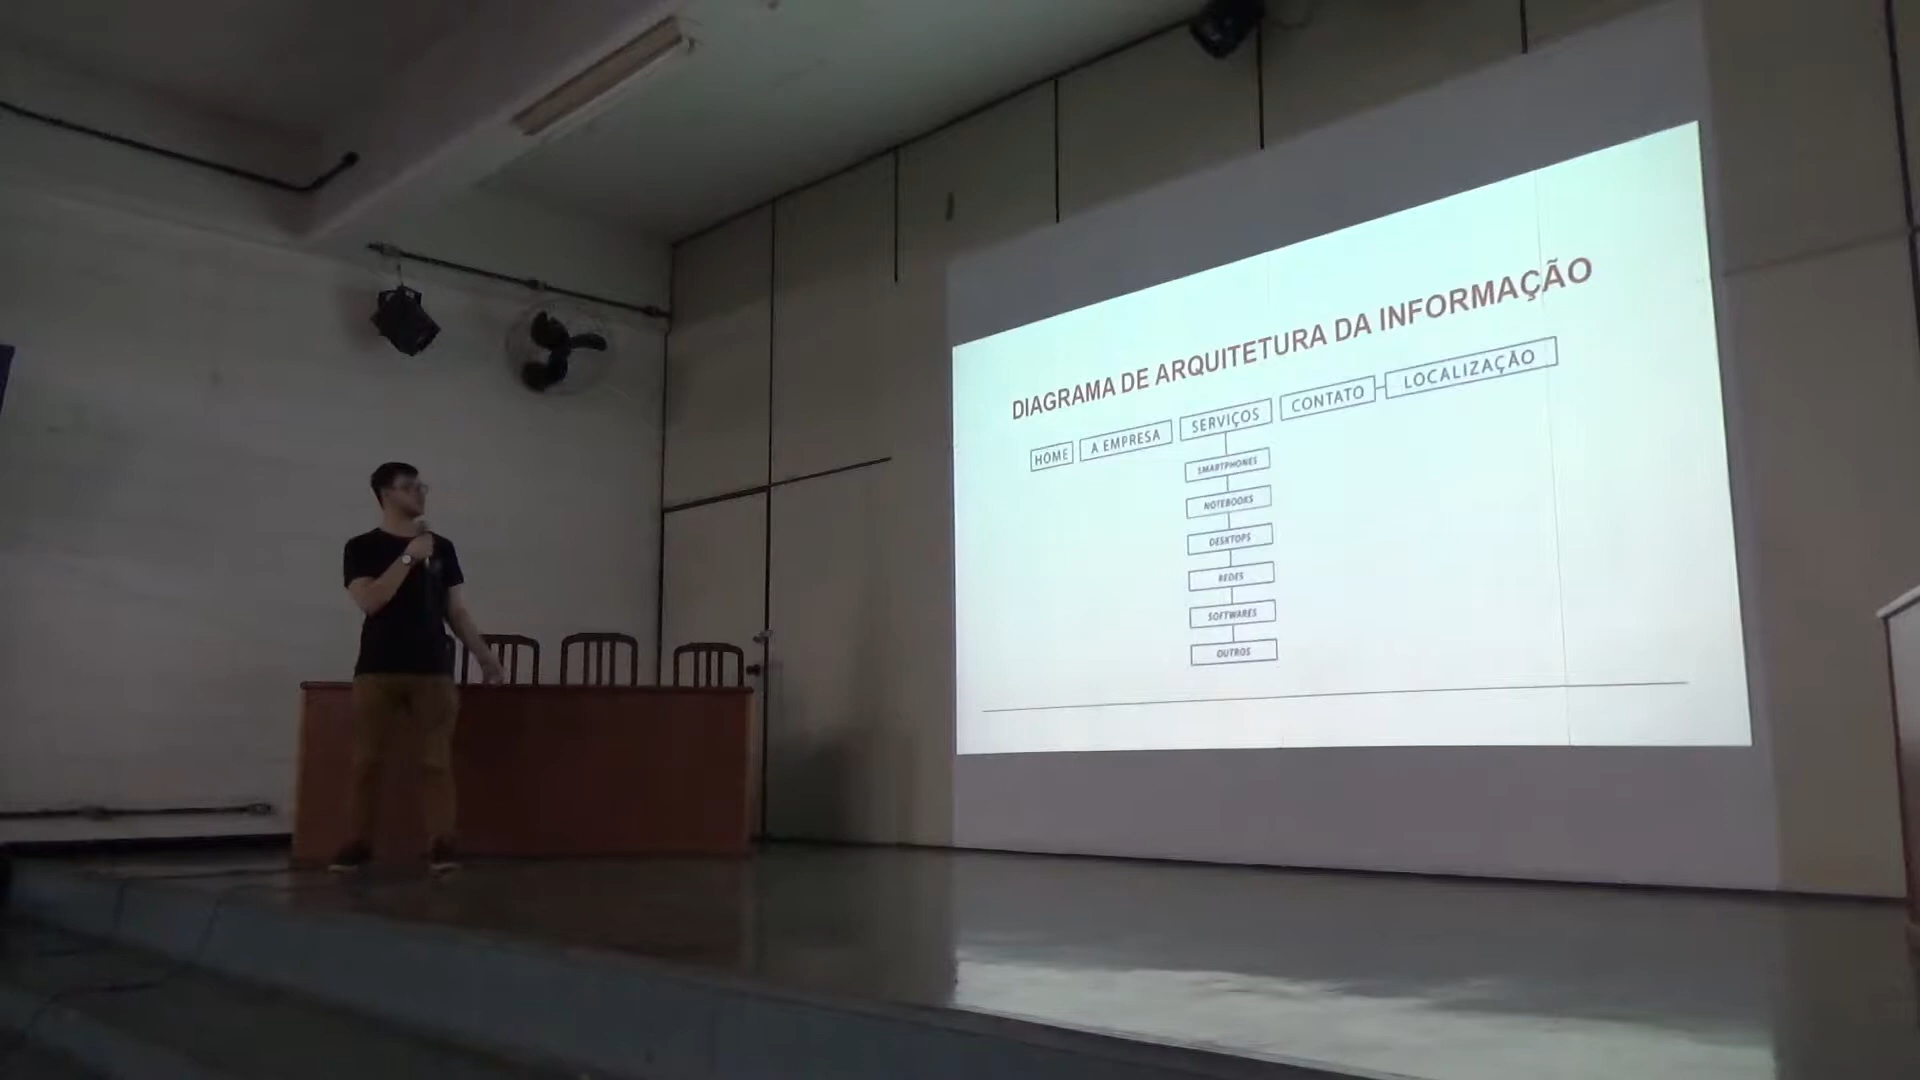 DIAGRAMA DE ARQUITETURA DA INFORMAÇÃO
HOME A EMPRESA SERVIÇOS CONTATO LOCALIZAÇÃO
SMARTPHONES
NOTEBOOKS
DESKTOPS
REDES
SOFTWARES
OUTROS